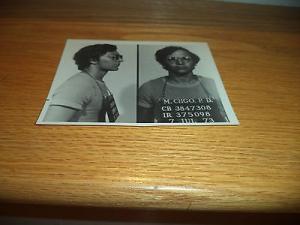 M. CHGO. P. D.
CB 3847308
IR 375098
7 JUL 73